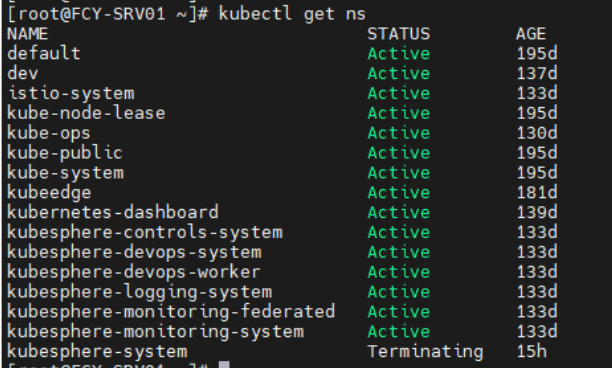 [root@FCY-SRV01 ~]# kubectl get ns
NAME STATUS AGE
default Active 195d
dev Active 137d
istio-system Active 133d
kube-node-lease Active 195d
kube-ops Active 130d
kube-public Active 195d
kube-system Active 195d
kubeedge Active 181d
kubernetes-dashboard Active 139d
kubesphere-controls-system Active 133d
kubesphere-devops-system Active 133d
kubesphere-devops-worker Active 133d
kubesphere-logging-system Active 133d
kubesphere-monitoring-federated Active 133d
kubesphere-monitoring-system Active 133d
kubesphere-system Terminating 15h
[root@FCY-SRV01 ~]#